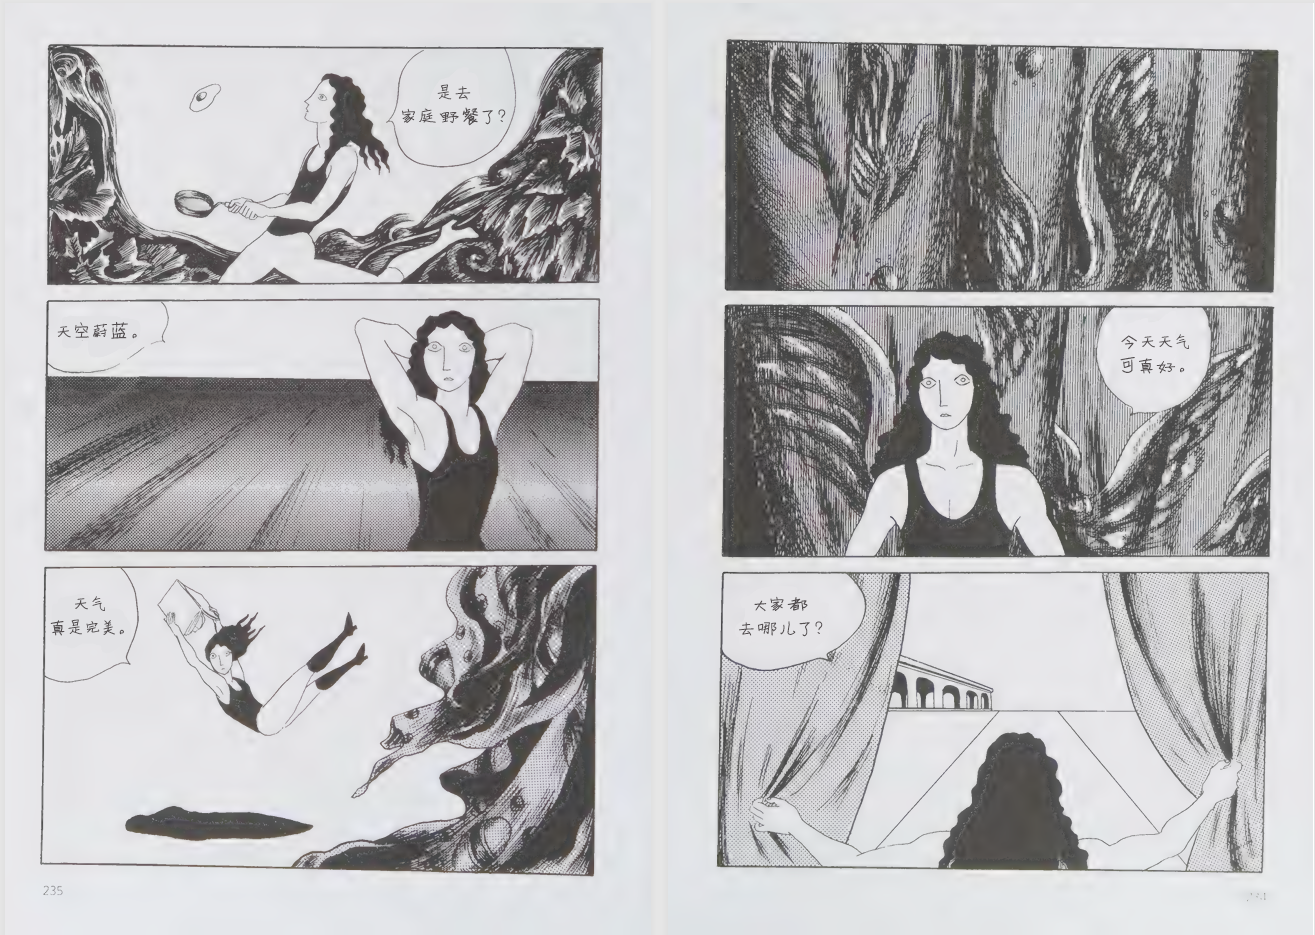 今天天气
可真好。
大家都
去哪儿了？
是去
家庭野餐了？
天空蔚蓝。
天气
真是完美。
235